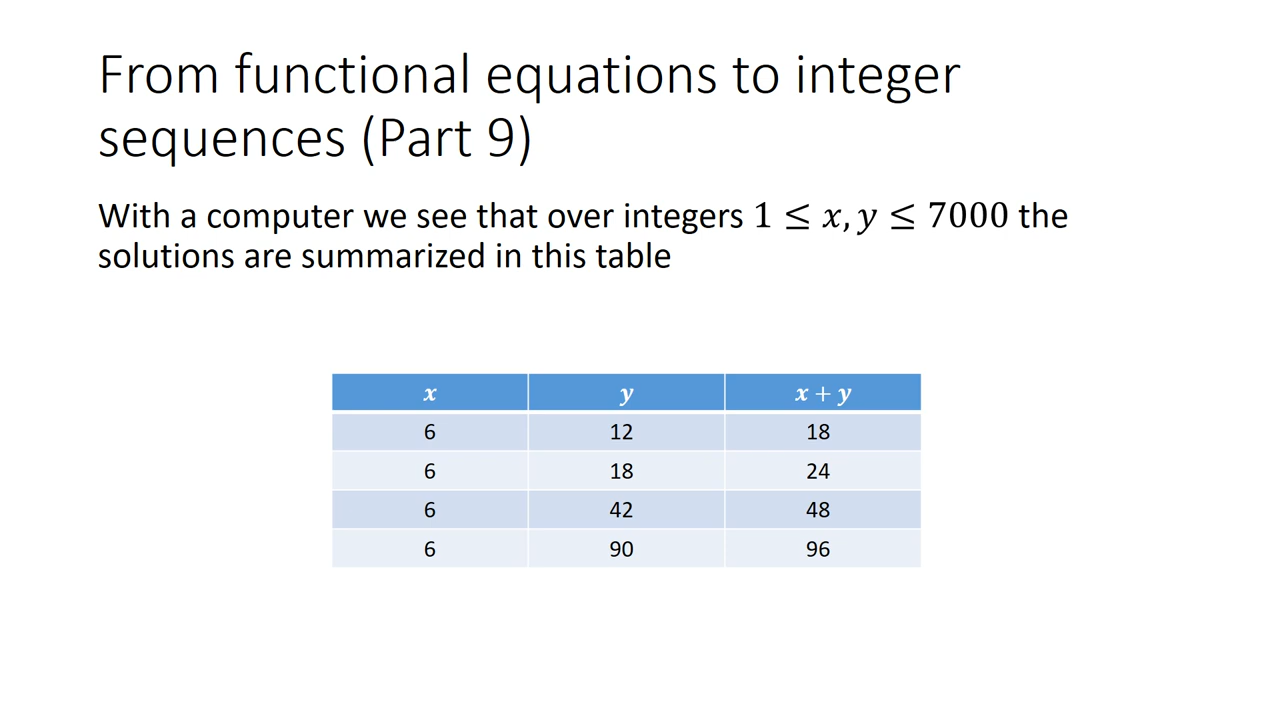 From functional equations to integer
sequences (Part 9)
With a computer we see that over integers 1 ≤ x, y ≤ 7000 the
solutions are summarized in this table
x y x + y
6 12 18
6 18 24
6 42 48
6 90 96